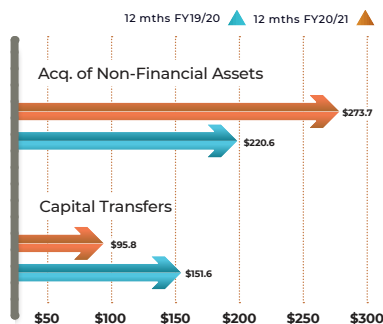 12 mths FY19/20 12 mths FY20/21
Acq. of Non-Financial Assets
$273.7
$220.6
Capital Transfers
$95.8
$151.6
$50 $100 $150 $200 $250 $300